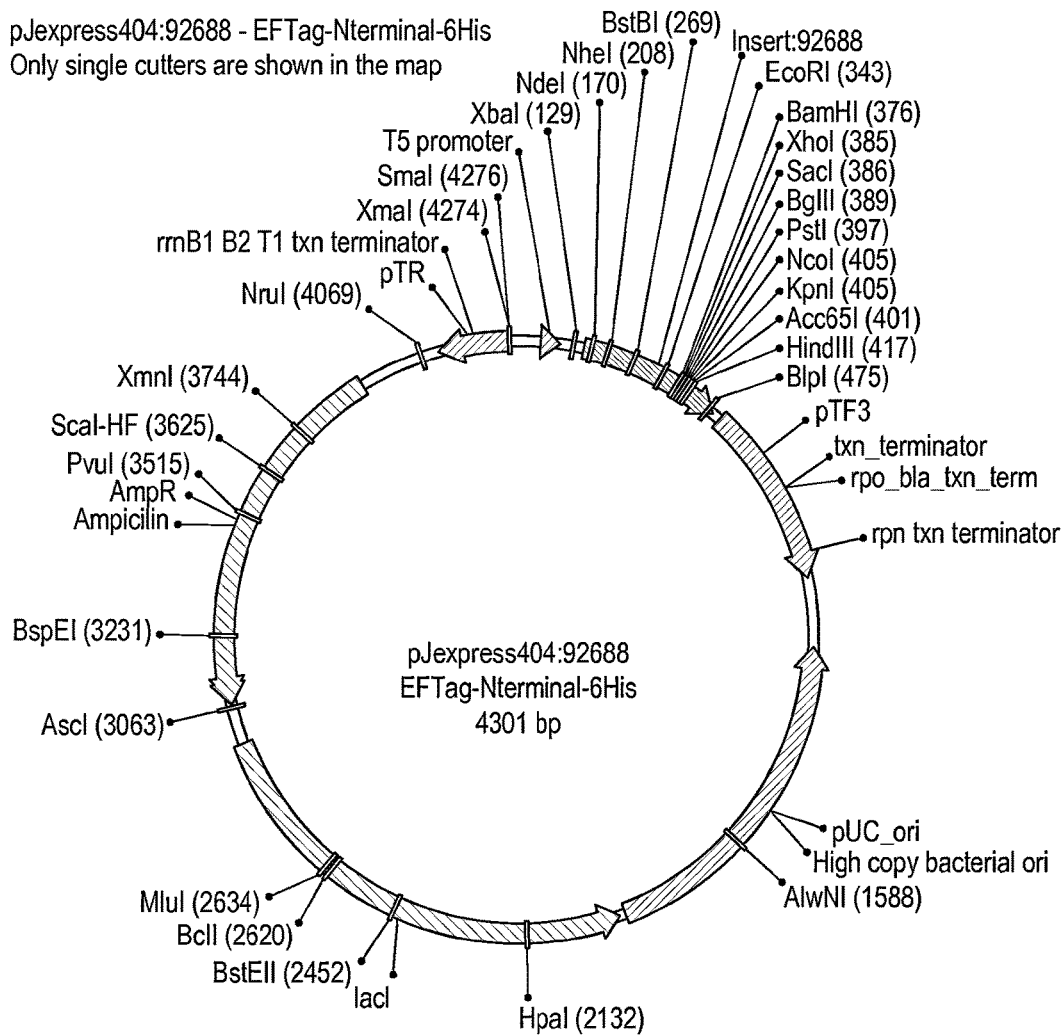 pJexpress404:92688 - EFTag-Nterminal-6His
Only single cutters are shown in the map
BstBI (269)
NheI (208)
NdeI (170)
XbaI (129)
T5 promoter
SmaI (4276)
XmaI (4274)
rrnB1 B2 T1 txn terminator
pTR
NruI (4069)
XmnI (3744)
ScaI-HF (3625)
PvuI (3515)
AmpR
Ampicilin
BspEI (3231)
AscI (3063)
MluI (2634)
BclI (2620)
BstEII (2452)
lacI
HpaI (2132)
Insert:92688
EcoRI (343)
BamHI (376)
XhoI (385)
SacI (386)
BglII (389)
PstI (397)
NcoI (405)
KpnI (405)
Acc65I (401)
HindIII (417)
BlpI (475)
pTF3
txn_terminator
rpo_bla_txn_term
rpn txn terminator
pUC_ori
High copy bacterial ori
AlwNI (1588)
pJexpress404:92688
EFTag-Nterminal-6His
4301 bp